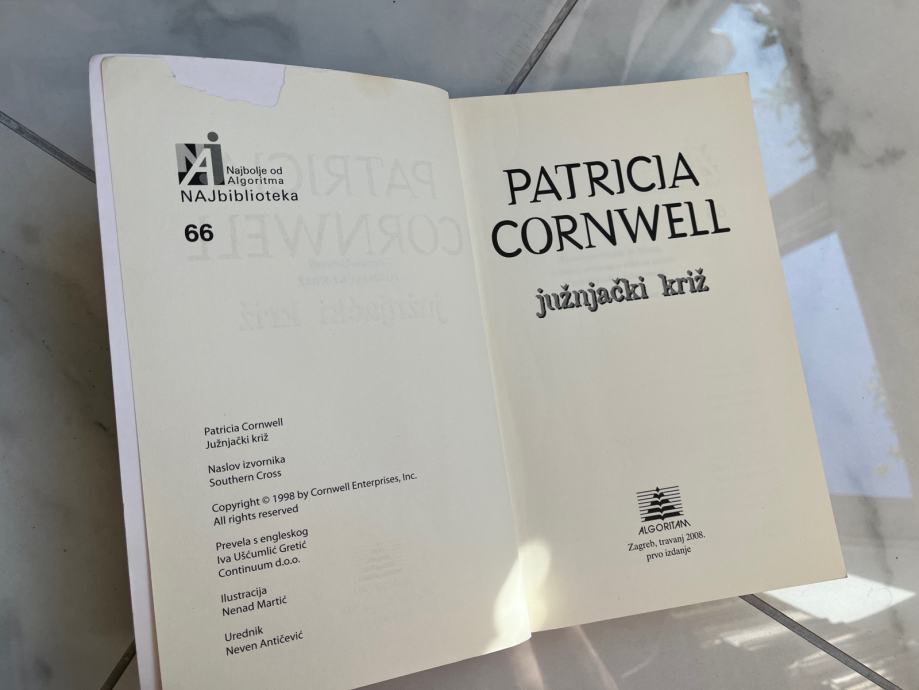 NAJ
Najbolje od
Algoritma
NAJbiblioteka
66
Patricia Cornwell
Južnjački križ
Naslov izvornika
Southern Cross
Copyright © 1998 by Cornwell Enterprises, Inc.
All rights reserved
Prevela s engleskog
Iva Ušćumlić Gretić
Continuum d.o.o.
Ilustracija
Nenad Martić
Urednik
Neven Antičević
PATRICIA
CORNWELL
južnjački križ
ALGORITAM
Zagreb, travanj 2008.
prvo izdanje